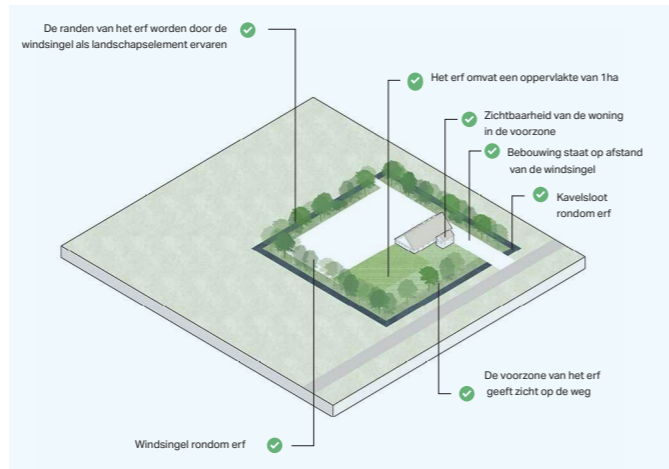 De randen van het erf worden door de
windsingel als landschapselement ervaren
Het erf omvat een oppervlakte van 1ha
Zichtbaarheid van de woning
in de voorzone
Bebouwing staat op afstand
van de windsingel
Kavelsloot
rondom erf
De voorzone van het erf
geeft zicht op de weg
Windsingel rondom erf